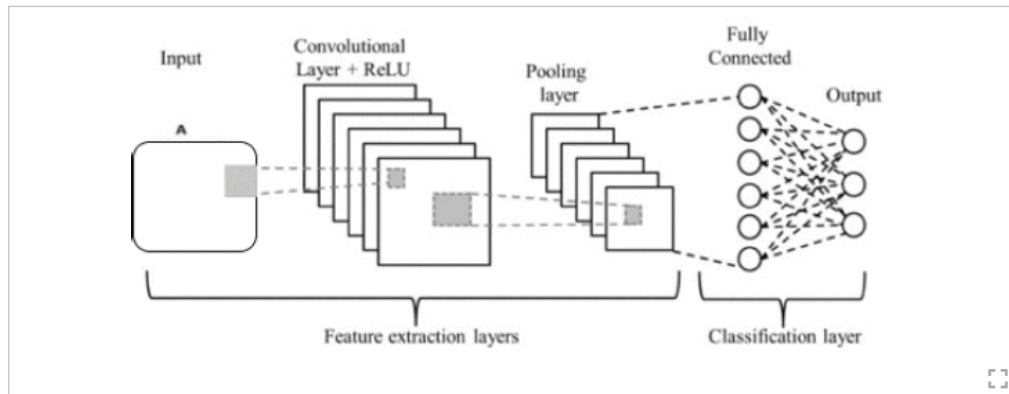 Input
Convolutional
Layer + ReLU
Pooling
layer
Fully
Connected
Output
A
Feature extraction layers
Classification layer